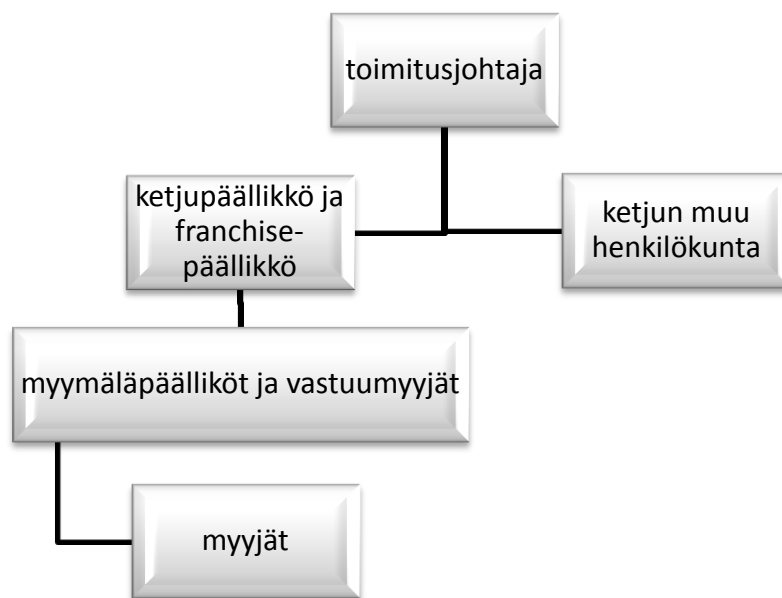 toimitusjohtaja
ketjupäällikkö ja
franchise-
päällikkö
ketjun muu
henkilökunta
myymäläpäälliköt ja vastuumyyjät
myyjät